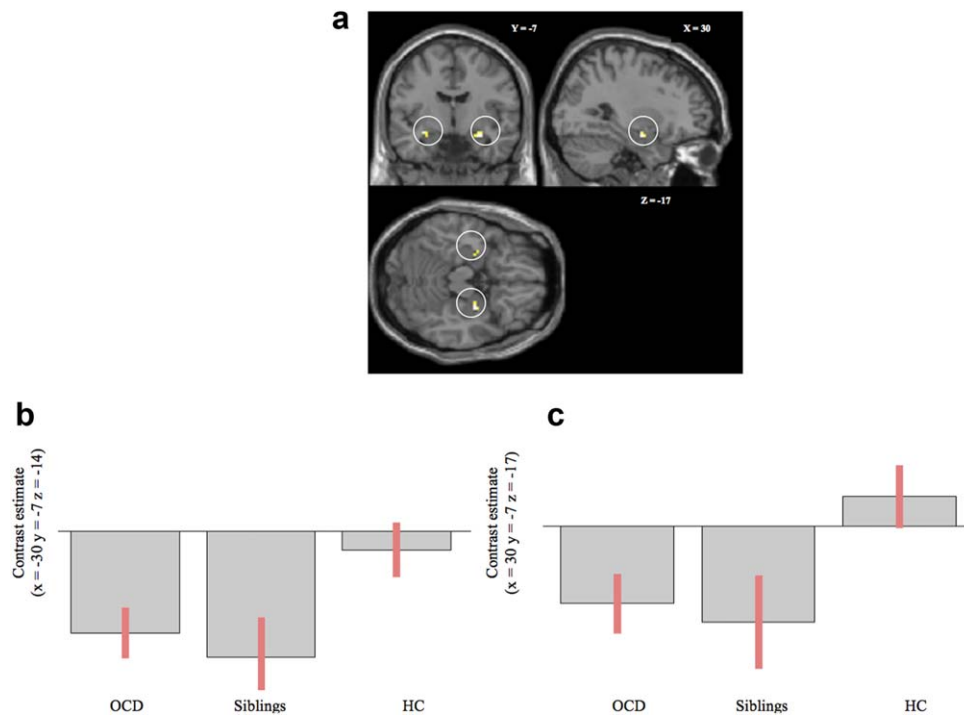 a
Y = -7
X = 30
Z = -17
b
Contrast estimate
(x = -30 y = -7 z = -14)
OCD
Siblings
HC
c
Contrast estimate
(x = 30 y = -7 z = -17)
OCD
Siblings
HC